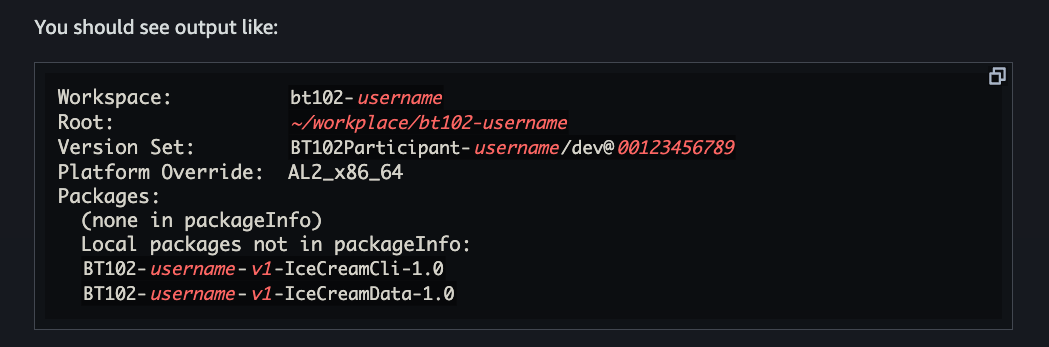 You should see output like:
Workspace: bt102-username
Root: ~/workplace/bt102-username
Version Set: BT102Participant-username/dev@00123456789
Platform Override: AL2_x86_64
Packages:
(none in packageInfo)
Local packages not in packageInfo:
BT102-username-v1-IceCreamCli-1.0
BT102-username-v1-IceCreamData-1.0